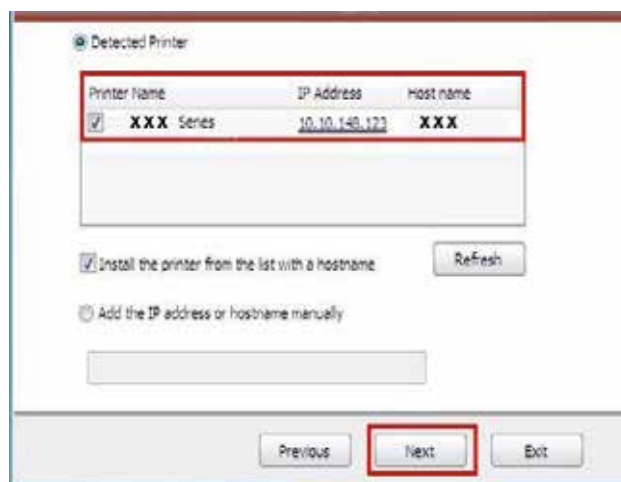 Detected Printer
Printer Name IP Address Host name
XXX Series 10.10.148.123 XXX
Install the printer from the list with a hostname Refresh
Add the IP address or hostname manually
Previous Next Exit